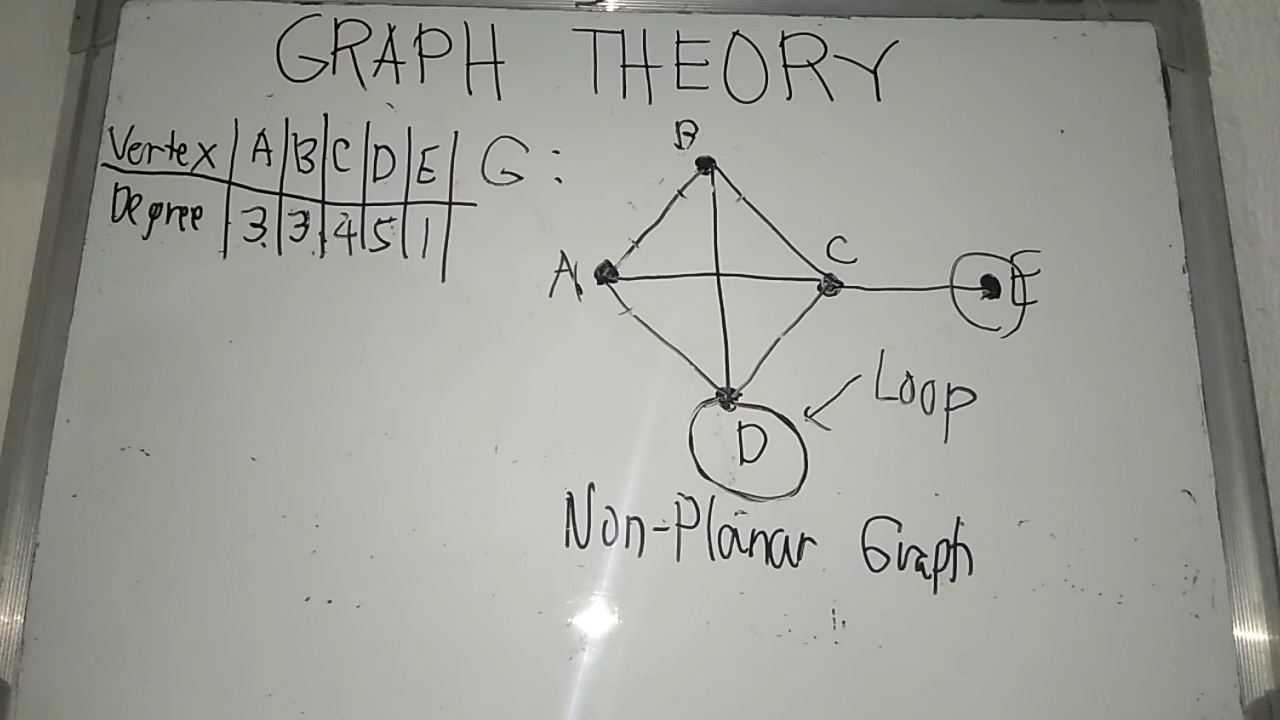 GRAPH THEORY
Vertex A B C D E
Degree 3 3 4 5 1
G:
B
A
C
E
D
Loop
Non-Planar Graph